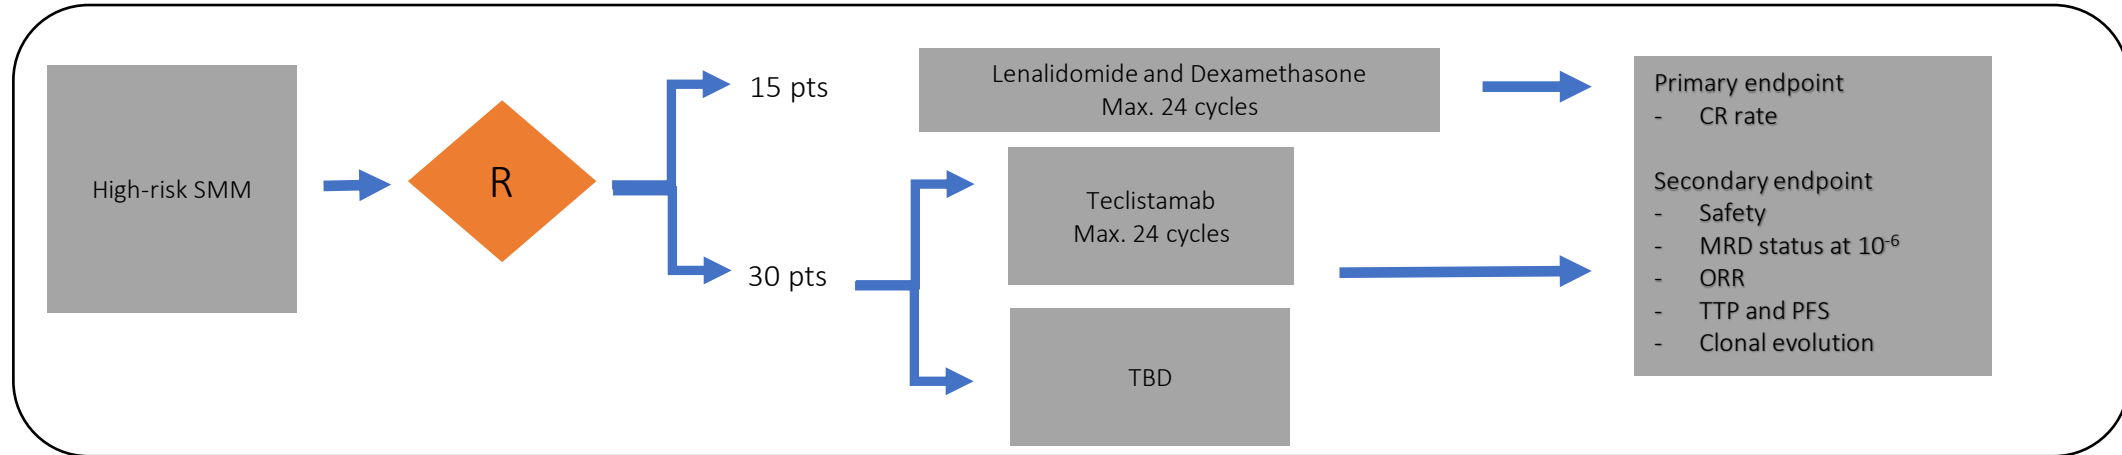 High-risk SMM
R
15 pts
30 pts
Lenalidomide and Dexamethasone
Max. 24 cycles
Teclistamab
Max. 24 cycles
TBD
Primary endpoint
- CR rate
Secondary endpoint
- Safety
- MRD status at 10⁻⁶
- ORR
- TTP and PFS
- Clonal evolution